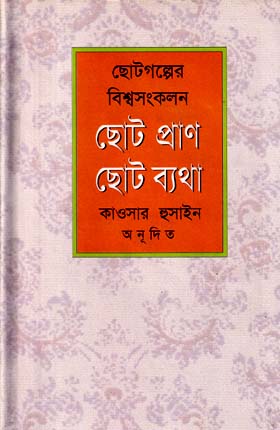 ছোটগল্পের
বিশ্বসংকলন
ছোট প্রাণ
ছোট ব্যথা
কাওসার হুসাইন
অনূদিত